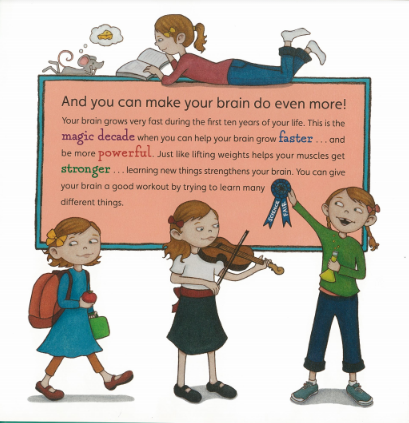 And you can make your brain do even more!
Your brain grows very fast during the first ten years of your life. This is the
magic decade when you can help your brain grow faster ... and
be more powerful. Just like lifting weights helps your muscles get
stronger ... learning new things strengthens your brain. You can give
your brain a good workout by trying to learn many
different things.
SCIENCE FAIR